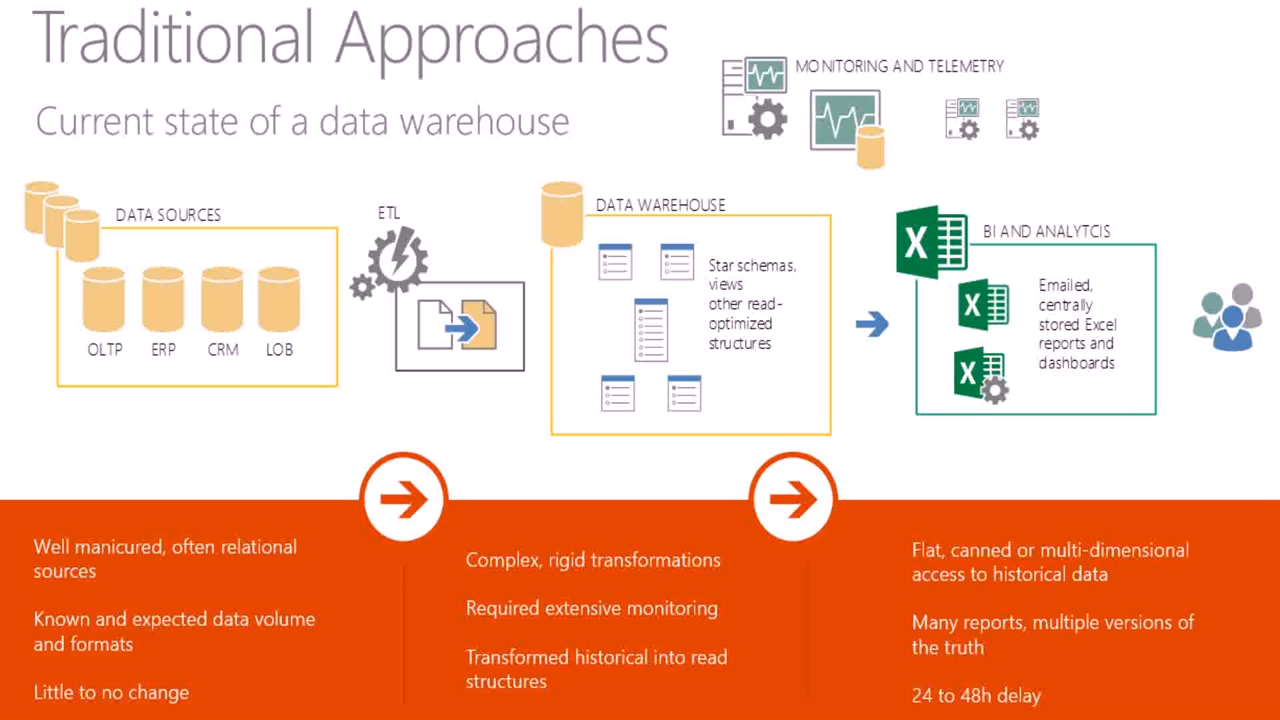 Traditional Approaches
Current state of a data warehouse
MONITORING AND TELEMETRY
DATA SOURCES
OLTP
ERP
CRM
LOB
ETL
DATA WAREHOUSE
Star schemas,
views
other read-
optimized
structures
BI AND ANALYTCIS
Emailed,
centrally
stored Excel
reports and
dashboards
Well manicured, often relational
sources
Known and expected data volume
and formats
Little to no change
Complex, rigid transformations
Required extensive monitoring
Transformed historical into read
structures
Flat, canned or multi-dimensional
access to historical data
Many reports, multiple versions of
the truth
24 to 48h delay